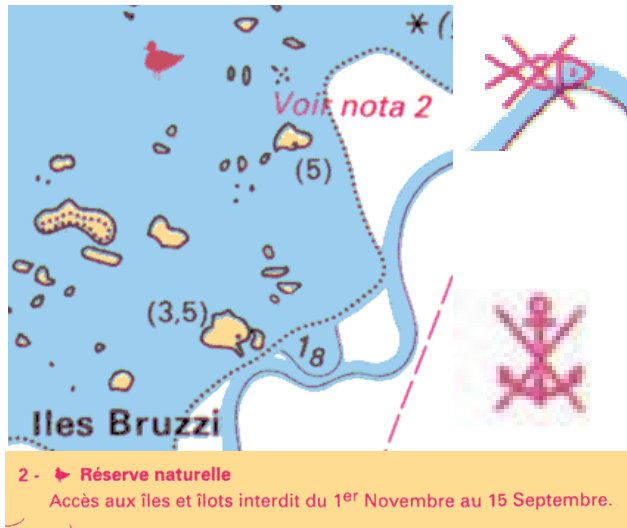 Voir nota 2
(5)
(3,5)
1₈
Iles Bruzzi
2 - Réserve naturelle
Accès aux îles et îlots interdit du 1er Novembre au 15 Septembre.